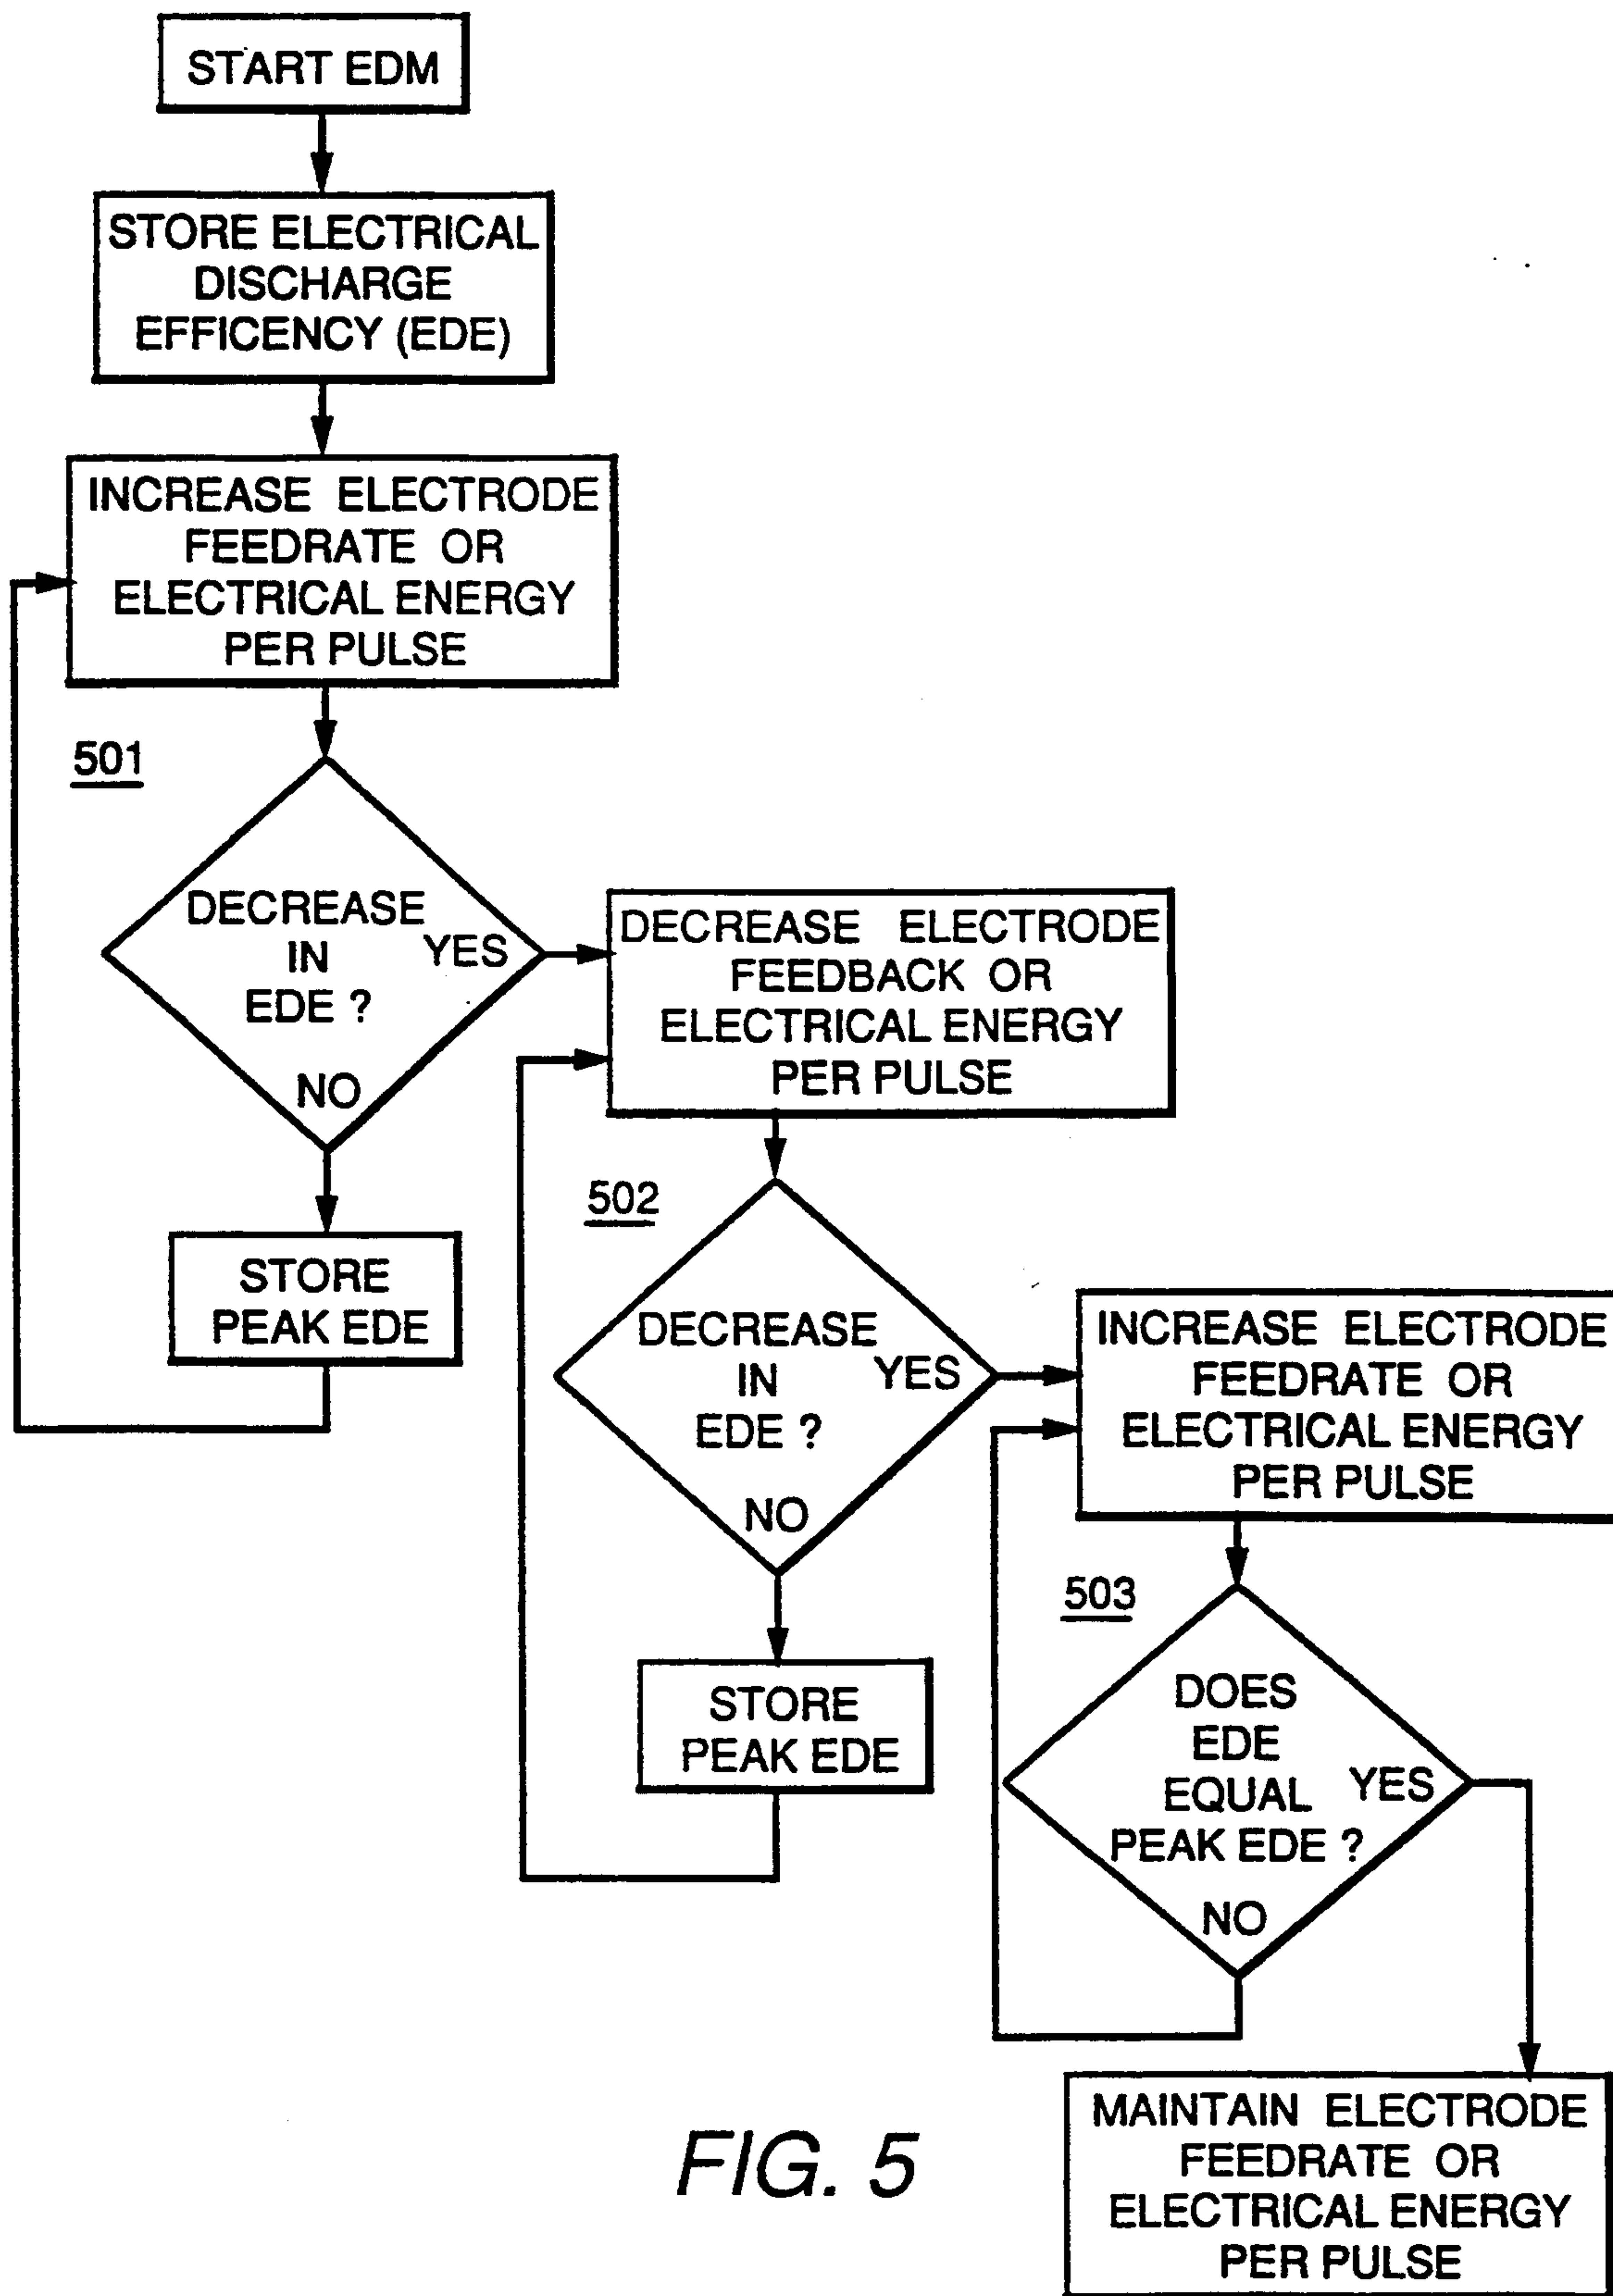 START EDM
STORE ELECTRICAL
DISCHARGE
EFFICENCY (EDE)
INCREASE ELECTRODE
FEEDRATE OR
ELECTRICAL ENERGY
PER PULSE
501
DECREASE
IN
EDE ?
YES
NO
STORE
PEAK EDE
DECREASE ELECTRODE
FEEDBACK OR
ELECTRICAL ENERGY
PER PULSE
502
DECREASE
IN
EDE ?
YES
NO
STORE
PEAK EDE
INCREASE ELECTRODE
FEEDRATE OR
ELECTRICAL ENERGY
PER PULSE
503
DOES
EDE
EQUAL
PEAK EDE ?
YES
NO
MAINTAIN ELECTRODE
FEEDRATE OR
ELECTRICAL ENERGY
PER PULSE
FIG. 5